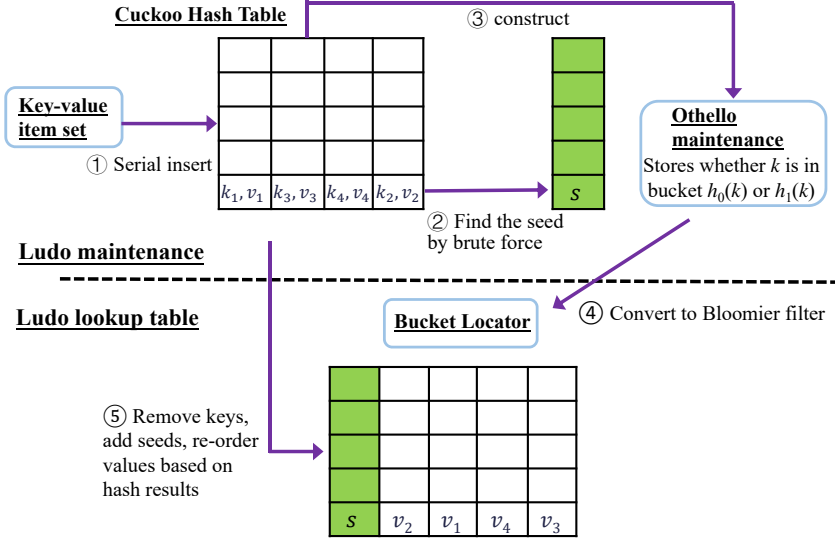 Cuckoo Hash Table
③ construct
Key-value
item set
① Serial insert
k₁, v₁ k₃, v₃ k₄, v₄ k₂, v₂
s
② Find the seed
by brute force
Othello
maintenance
Stores whether k is in
bucket h₀(k) or h₁(k)
Ludo maintenance
Ludo lookup table
Bucket Locator
④ Convert to Bloomier filter
⑤ Remove keys,
add seeds, re-order
values based on
hash results
s v₂ v₁ v₄ v₃